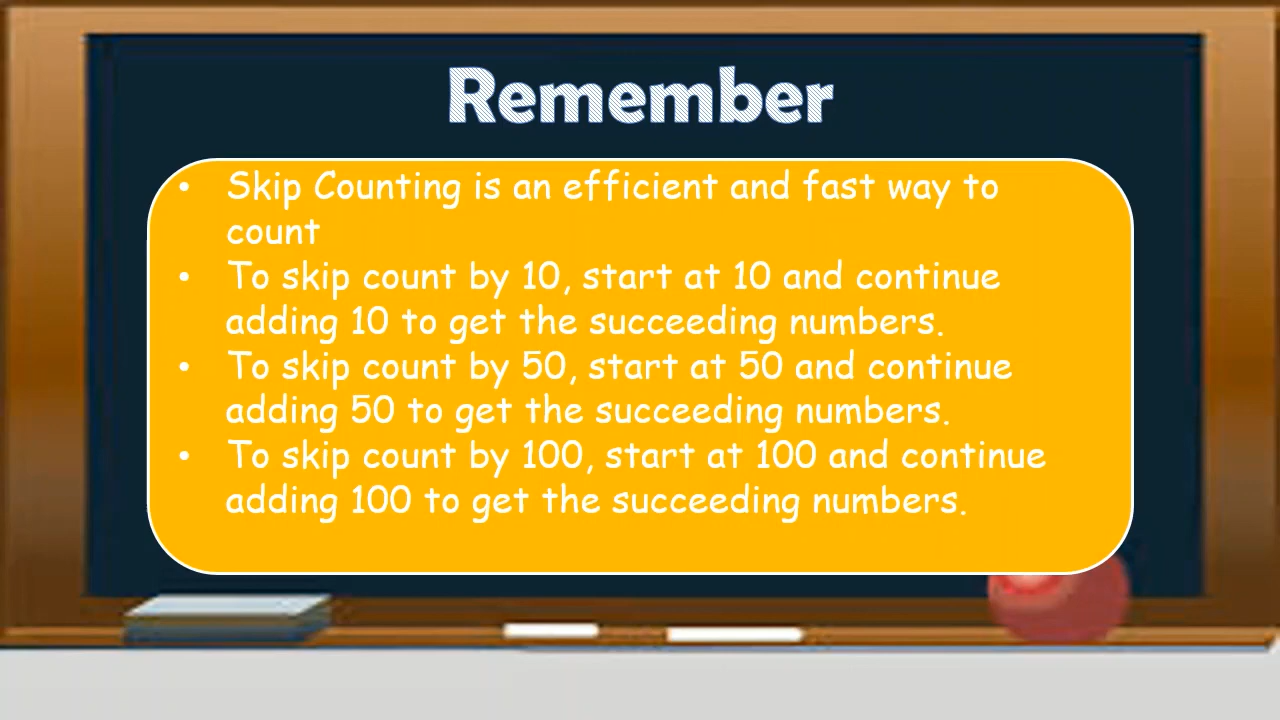 Remember
• Skip Counting is an efficient and fast way to
count
• To skip count by 10, start at 10 and continue
adding 10 to get the succeeding numbers.
• To skip count by 50, start at 50 and continue
adding 50 to get the succeeding numbers.
• To skip count by 100, start at 100 and continue
adding 100 to get the succeeding numbers.